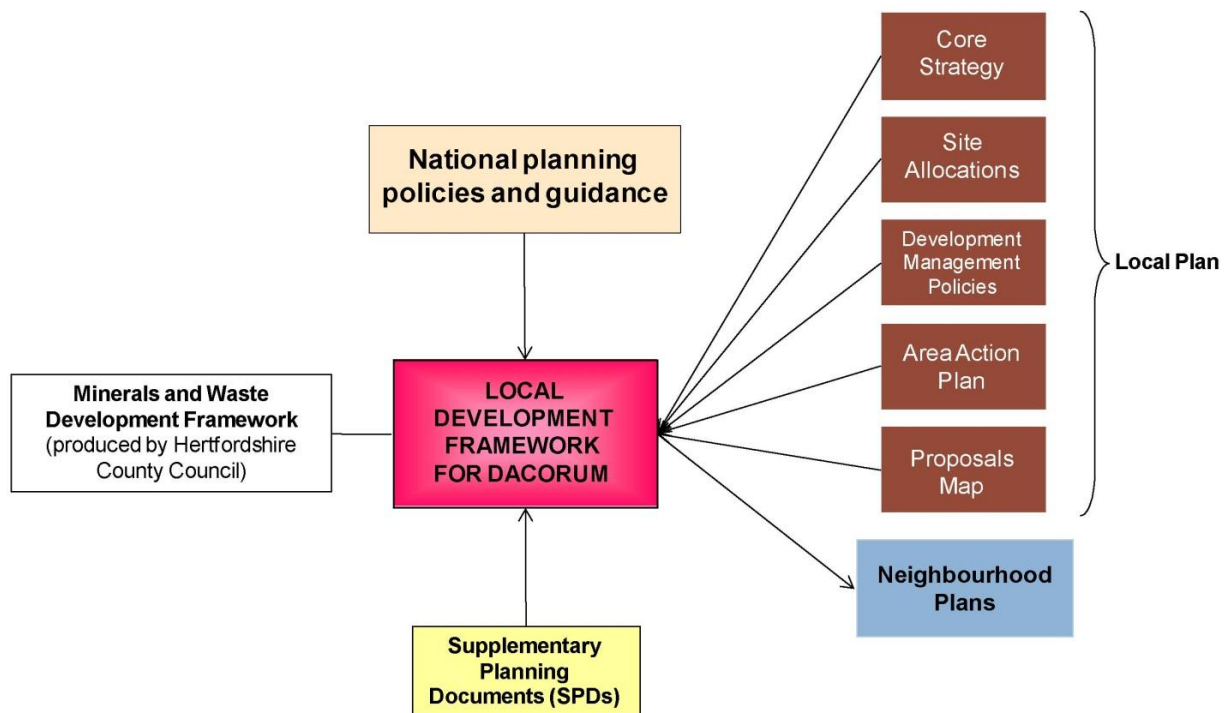 Core
Strategy
National planning
policies and guidance
Site
Allocations
Development
Management
Policies
Local Plan
Area Action
Plan
Proposals
Map
Minerals and Waste
Development Framework
(produced by Hertfordshire
County Council)
LOCAL
DEVELOPMENT
FRAMEWORK
FOR DACORUM
Neighbourhood
Plans
Supplementary
Planning
Documents (SPDs)